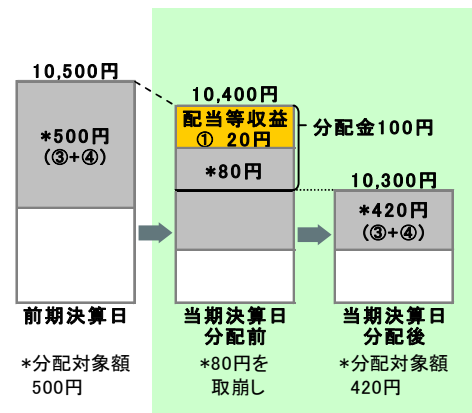 10,500円
*500円
(③+④)
前期決算日
*分配対象額
500円
10,400円
配当等収益
① 20円
*80円
分配金100円
当期決算日
分配前
*80円を
取崩し
10,300円
*420円
(③+④)
当期決算日
分配後
*分配対象額
420円